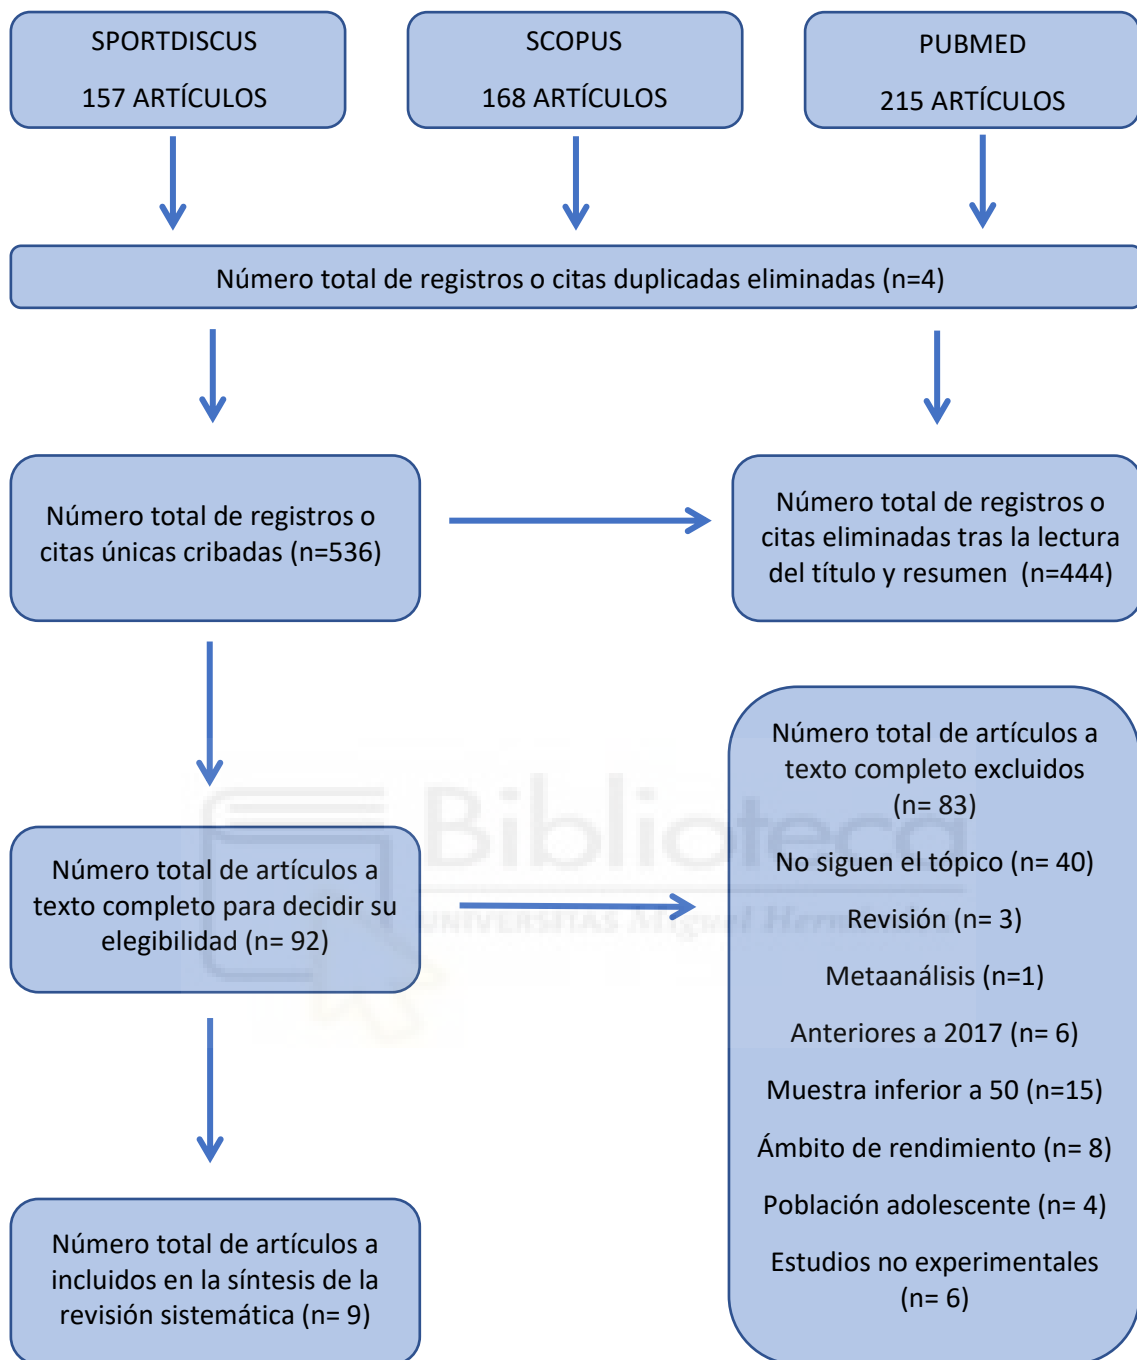 SPORTDISCUS
157 ARTÍCULOS
SCOPUS
168 ARTÍCULOS
PUBMED
215 ARTÍCULOS
Número total de registros o citas duplicadas eliminadas (n=4)
Número total de registros o
citas únicas cribadas (n=536)
Número total de registros o
citas eliminadas tras la lectura
del título y resumen (n=444)
Número total de artículos a
texto completo para decidir su
elegibilidad (n= 92)
Número total de artículos a
texto completo excluidos
(n= 83)
No siguen el tópico (n= 40)
Revisión (n= 3)
Metaanálisis (n=1)
Anteriores a 2017 (n= 6)
Muestra inferior a 50 (n=15)
Ámbito de rendimiento (n= 8)
Población adolescente (n= 4)
Estudios no experimentales
(n= 6)
Número total de artículos a
incluidos en la síntesis de la
revisión sistemática (n= 9)
Biblioteca
UNIVERSITAS Miguel Hernández